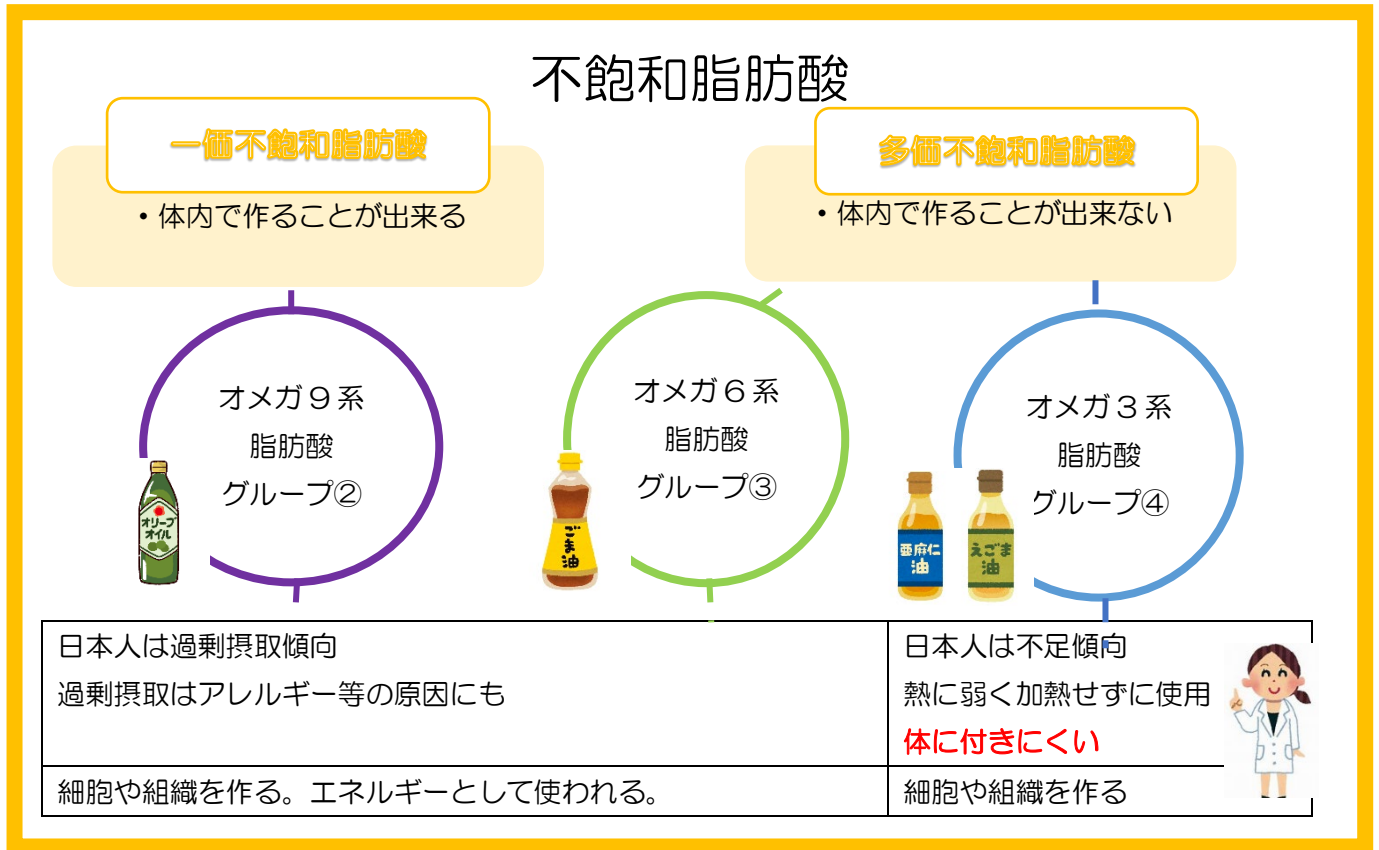 不飽和脂肪酸
一価不飽和脂肪酸
・体内で作ることが出来る
多価不飽和脂肪酸
・体内で作ることが出来ない
オメガ９系
脂肪酸
グループ②
オリーブ
オイル
オメガ６系
脂肪酸
グループ③
ごま油
オメガ３系
脂肪酸
グループ④
亜麻仁
油
えごま
油
日本人は過剰摂取傾向
過剰摂取はアレルギー等の原因にも
日本人は不足傾向
熱に弱く加熱せずに使用
体に付きにくい
細胞や組織を作る。エネルギーとして使われる。
細胞や組織を作る